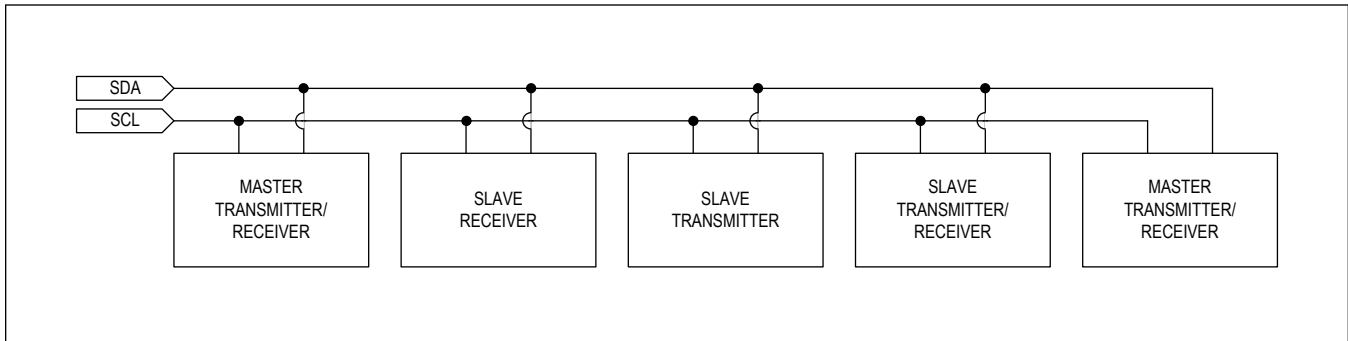 SDA
SCL
MASTER
TRANSMITTER/
RECEIVER
SLAVE
RECEIVER
SLAVE
TRANSMITTER
SLAVE
TRANSMITTER/
RECEIVER
MASTER
TRANSMITTER/
RECEIVER